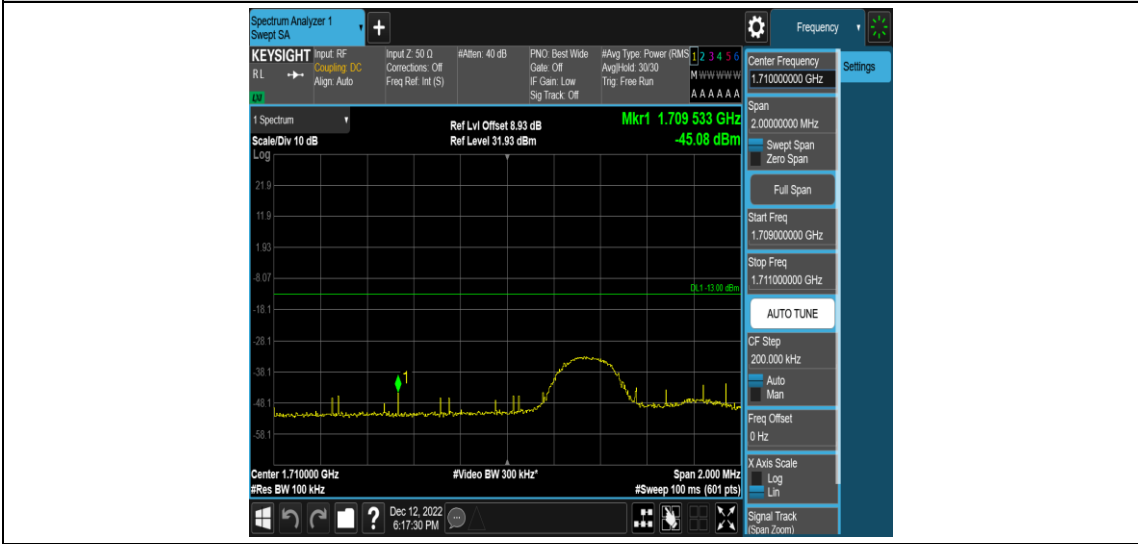 Spectrum Analyzer 1
Swept SA
+
Frequency
KEYSIGHT
RL
Input: RF
Coupling: DC
Align: Auto
Input Z: 50 Ω
Corrections: Off
Freq Ref: Int (S)
#Atten: 40 dB
PNO: Best Wide
Gate: Off
IF Gain: Low
Sig Track: Off
#Avg Type: Power (RMS
Avg|Hold: 30/30
Trig: Free Run
1 2 3 4 5 6
M W W W W W
A A A A A A
1 Spectrum
Scale/Div 10 dB
Log
Ref Lvl Offset 8.93 dB
Ref Level 31.93 dBm
Mkr1 1.709 533 GHz
-45.08 dBm
21.9
11.9
1.93
-8.07
DL1 -13.00 dBm
-18.1
-28.1
-38.1
1
-48.1
-58.1
Center 1.710000 GHz
#Res BW 100 kHz
#Video BW 300 kHz*
Span 2.000 MHz
#Sweep 100 ms (601 pts)
?
Dec 12, 2022
6:17:30 PM
Center Frequency
1.710000000 GHz
Settings
Span
2.00000000 MHz
Swept Span
Zero Span
Full Span
Start Freq
1.709000000 GHz
Stop Freq
1.711000000 GHz
AUTO TUNE
CF Step
200.000 kHz
Auto
Man
Freq Offset
0 Hz
X Axis Scale
Log
Lin
Signal Track
(Span Zoom)